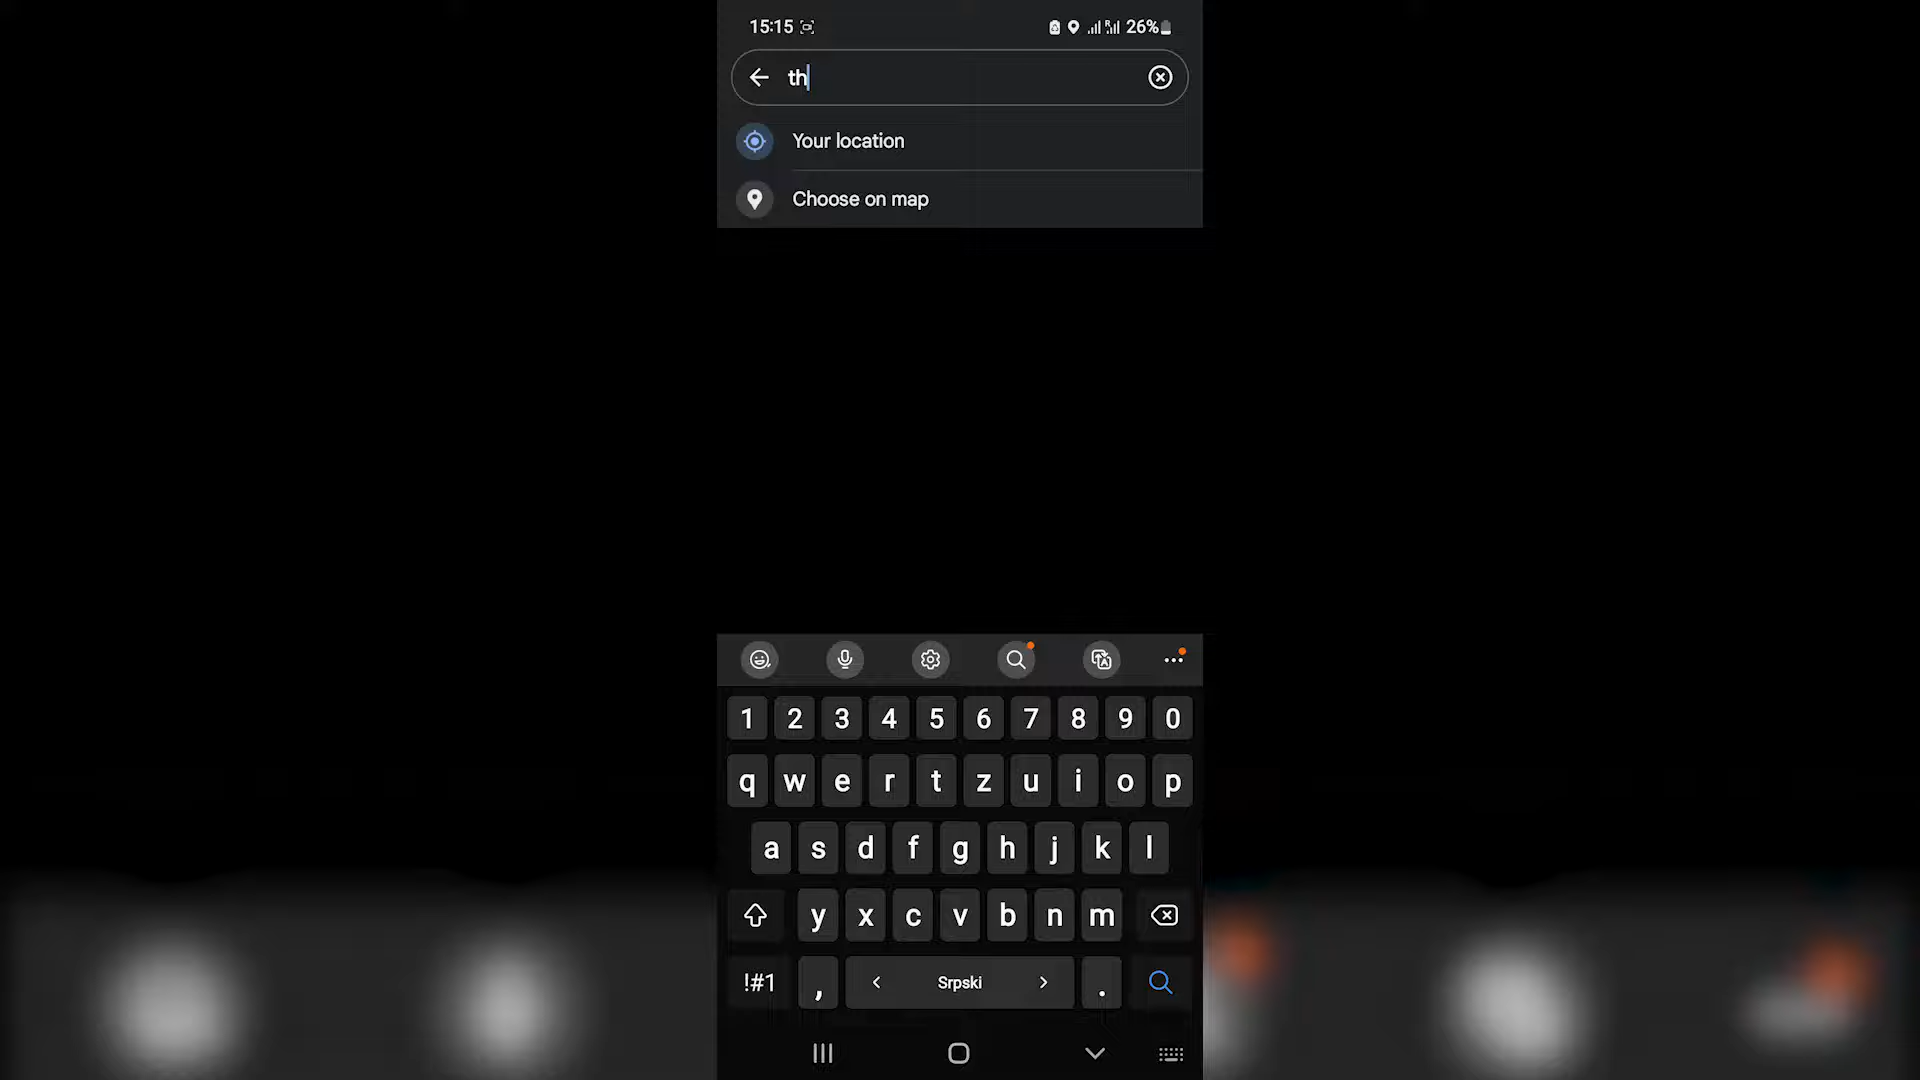 15:15 26%
th
Your location
Choose on map
1 2 3 4 5 6 7 8 9 0
q w e r t z u i o p
a s d f g h j k l
y x c v b n m
!#1 , < Srpski > .